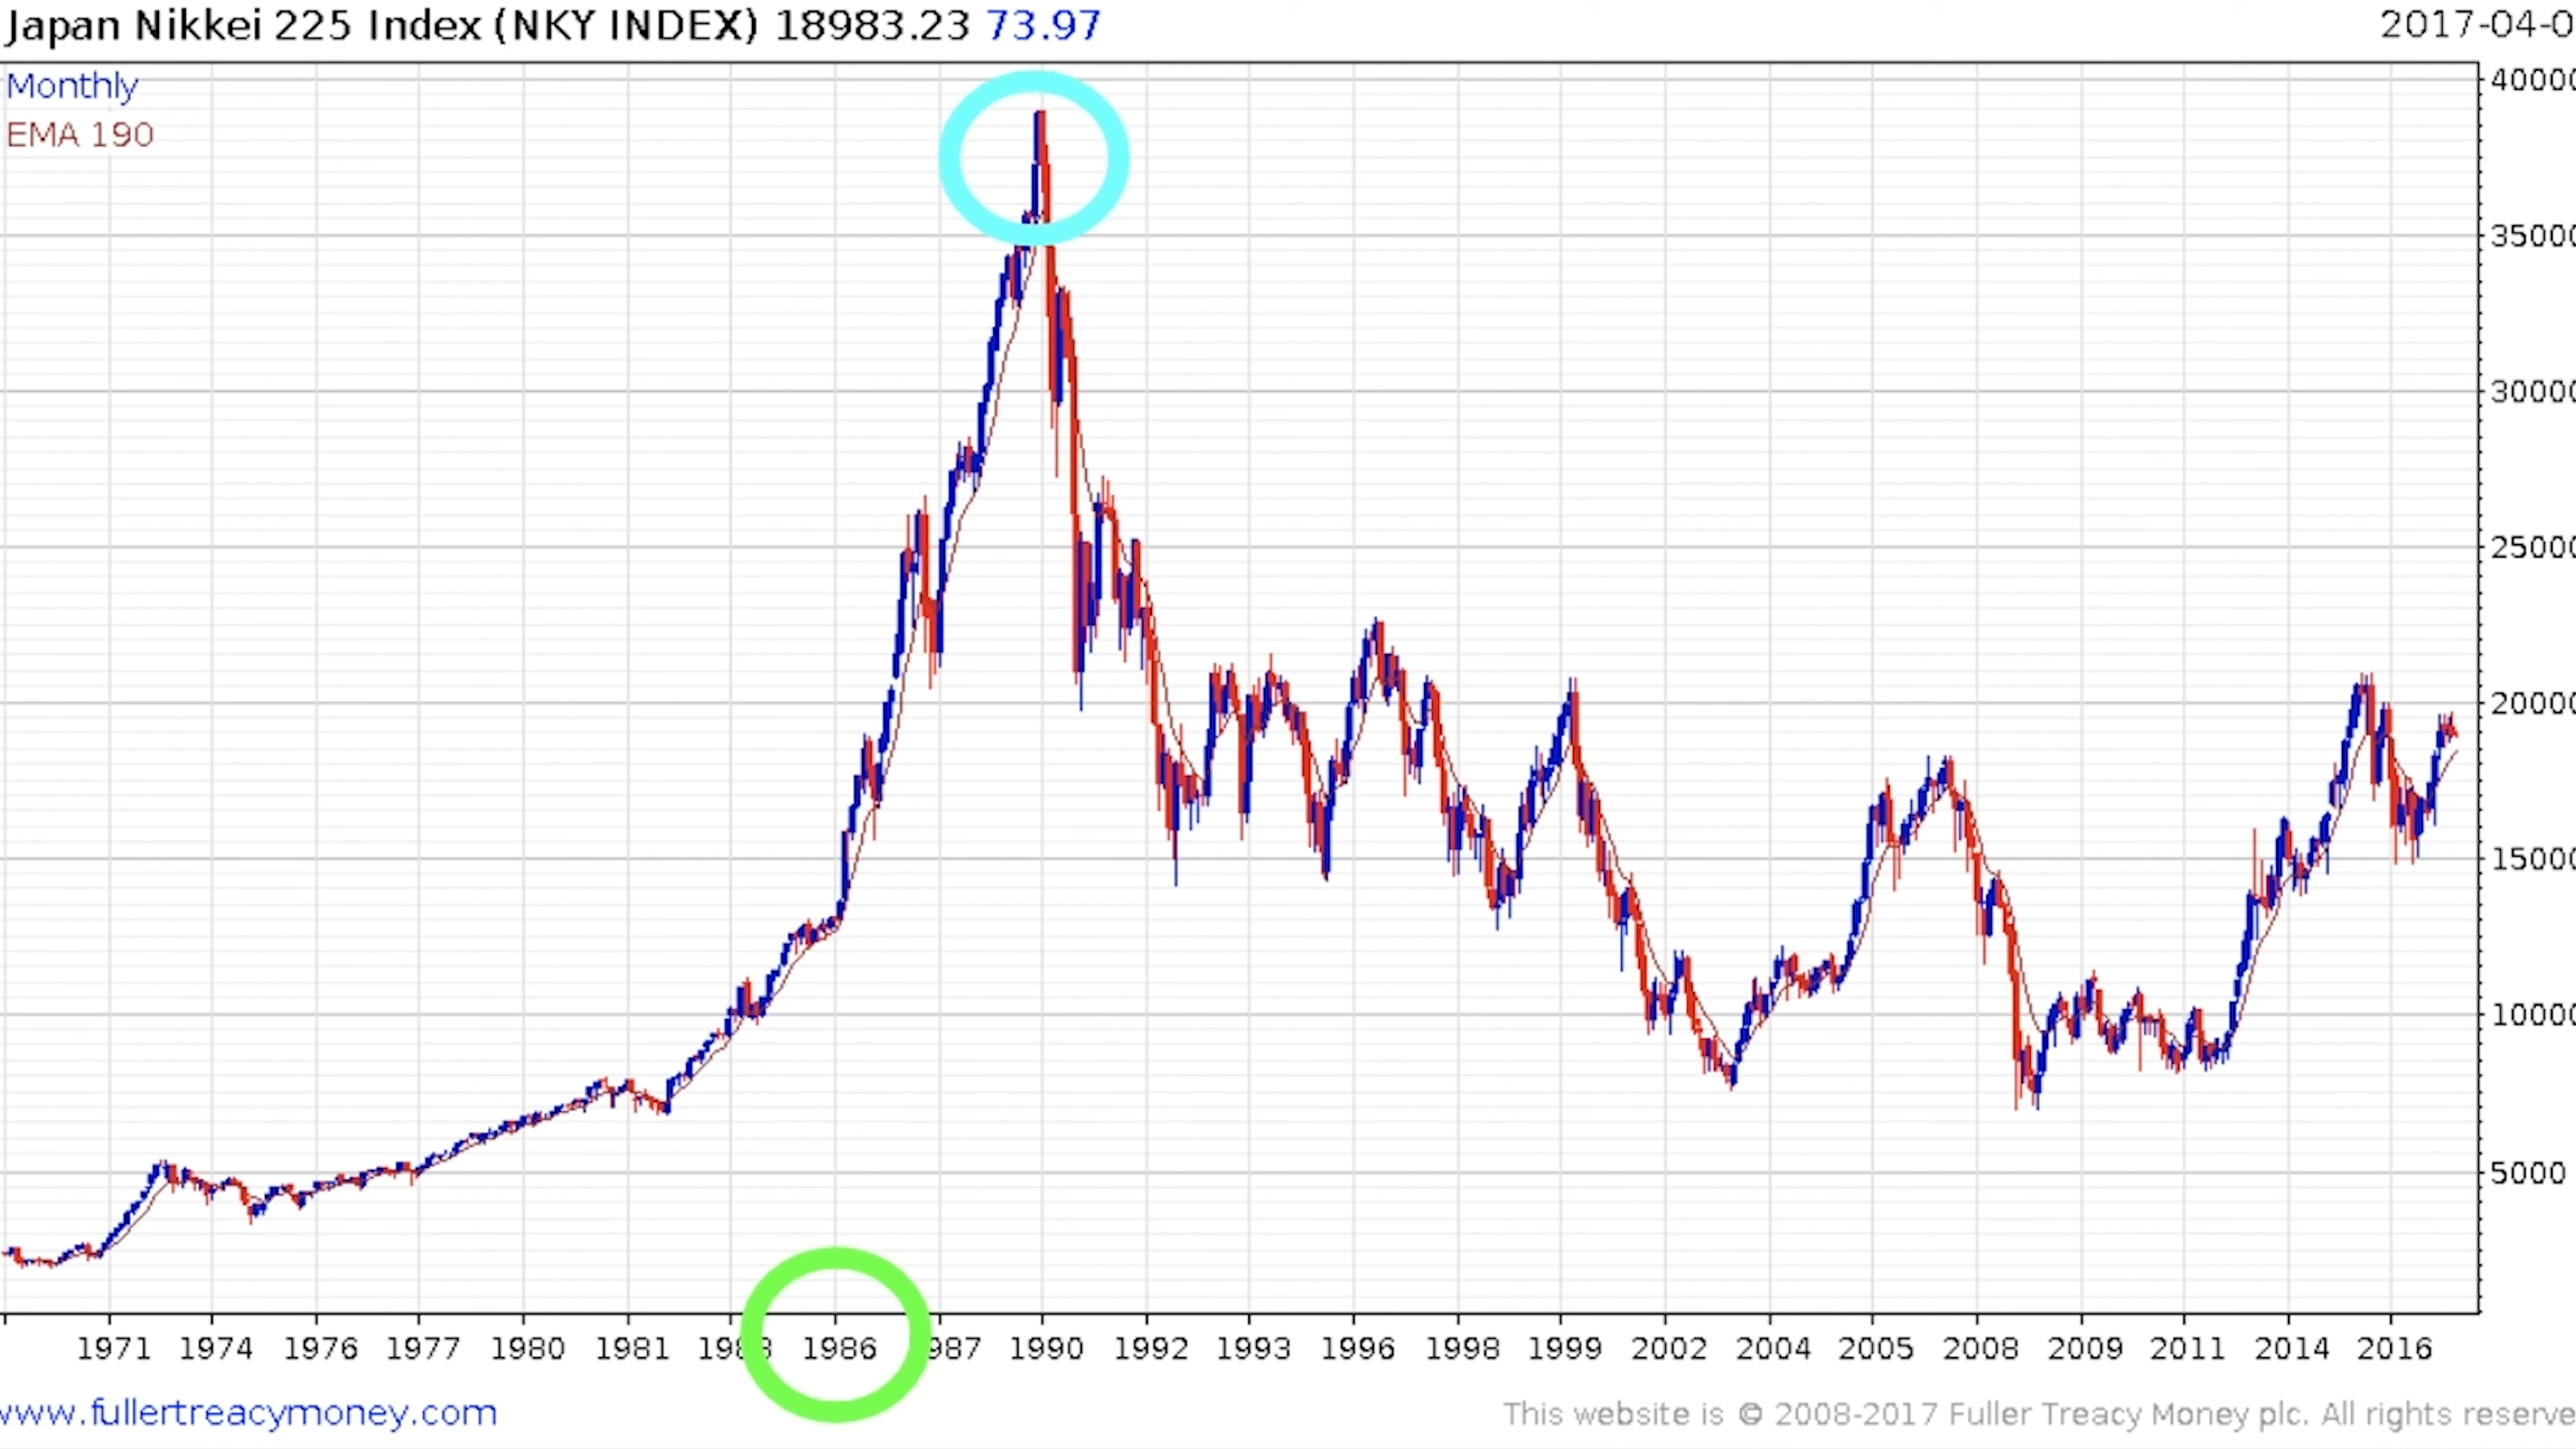 Japan Nikkei 225 Index (NKY INDEX) 18983.23 73.97 2017-04-0
Monthly
EMA 190
40000
35000
30000
25000
20000
15000
10000
5000
1971 1974 1976 1977 1980 1981 1983 1986 1987 1990 1992 1993 1996 1998 1999 2002 2004 2005 2008 2009 2011 2014 2016
www.fullertreacymoney.com
This website is © 2008-2017 Fuller Treacy Money plc. All rights reserve